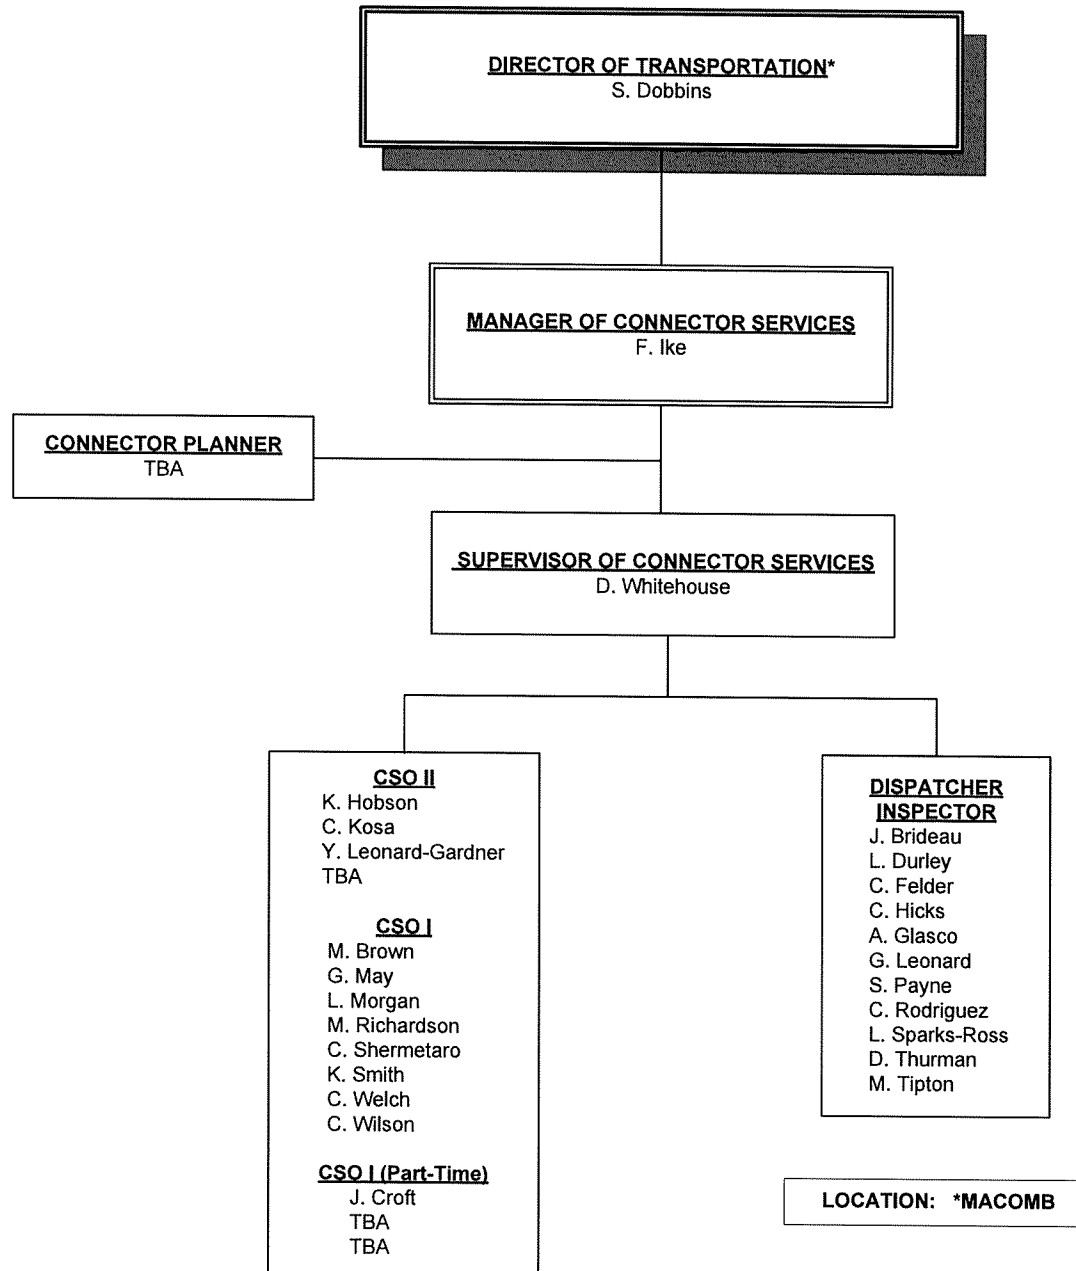 DIRECTOR OF TRANSPORTATION*
S. Dobbins
MANAGER OF CONNECTOR SERVICES
F. Ike
CONNECTOR PLANNER
TBA
SUPERVISOR OF CONNECTOR SERVICES
D. Whitehouse
CSO II
K. Hobson
C. Kosa
Y. Leonard-Gardner
TBA
CSO I
M. Brown
G. May
L. Morgan
M. Richardson
C. Shermetaro
K. Smith
C. Welch
C. Wilson
CSO I (Part-Time)
J. Croft
TBA
TBA
DISPATCHER
INSPECTOR
J. Brideau
L. Durley
C. Felder
C. Hicks
A. Glasco
G. Leonard
S. Payne
C. Rodriguez
L. Sparks-Ross
D. Thurman
M. Tipton
LOCATION: *MACOMB